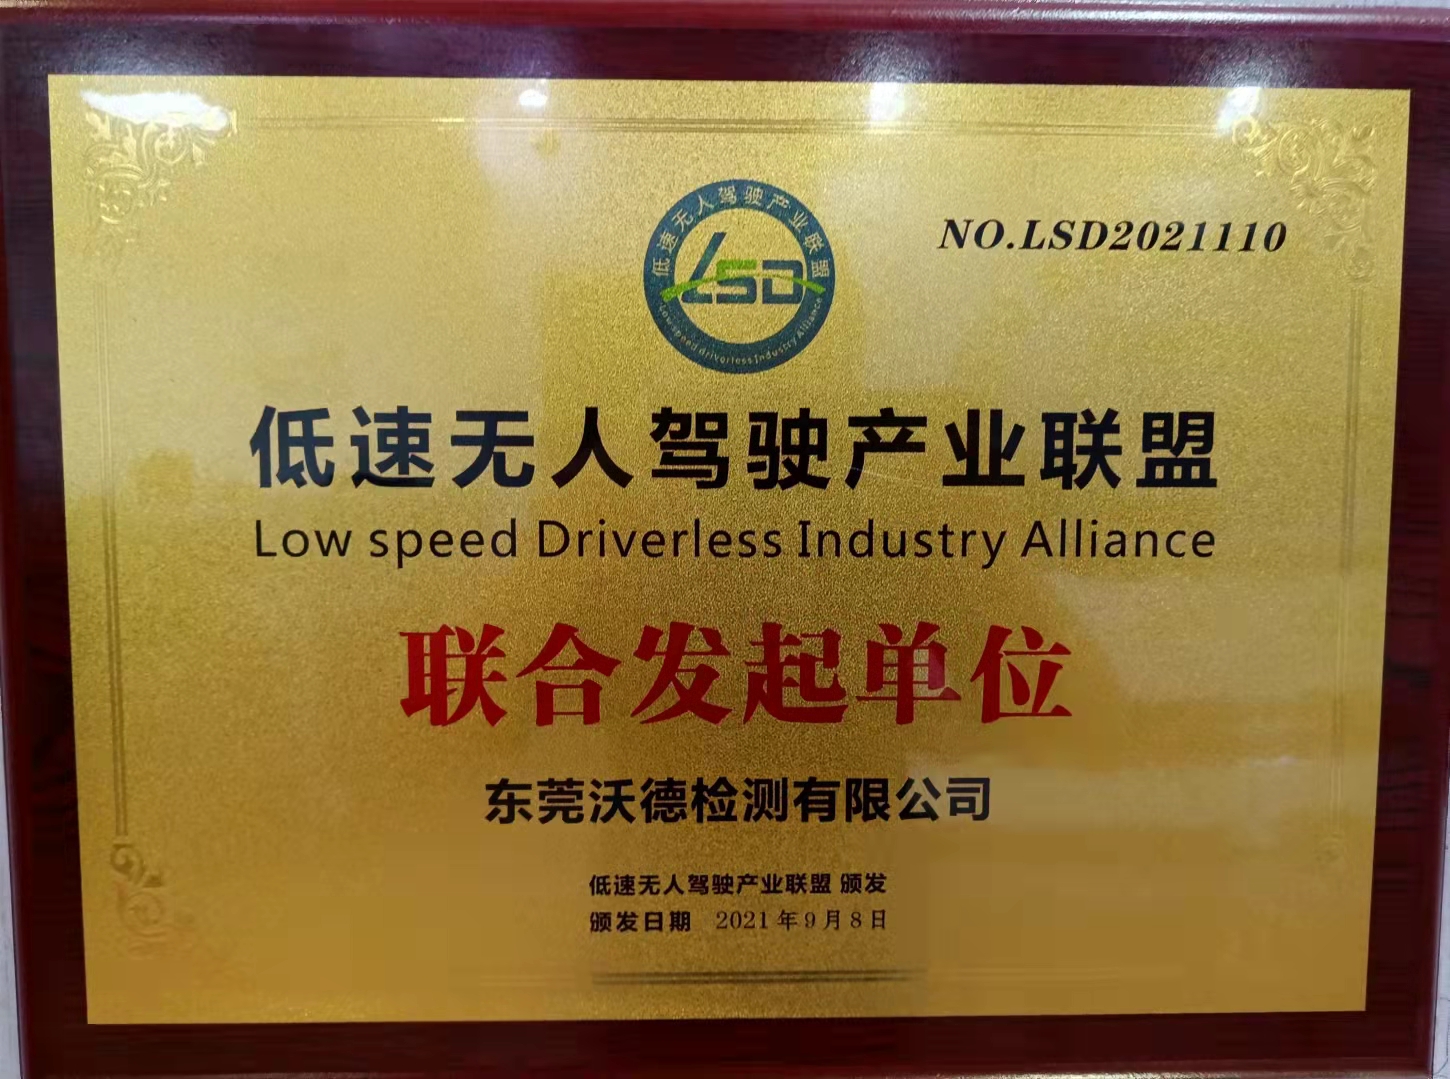 低速无人驾驶产业联盟
LSD
Low speed driverless Industry Alliance
NO.LSD2021110
低速无人驾驶产业联盟
Low speed Driverless Industry Alliance
联合发起单位
东莞沃德检测有限公司
低速无人驾驶产业联盟 颁发
颁发日期 2021年9月8日